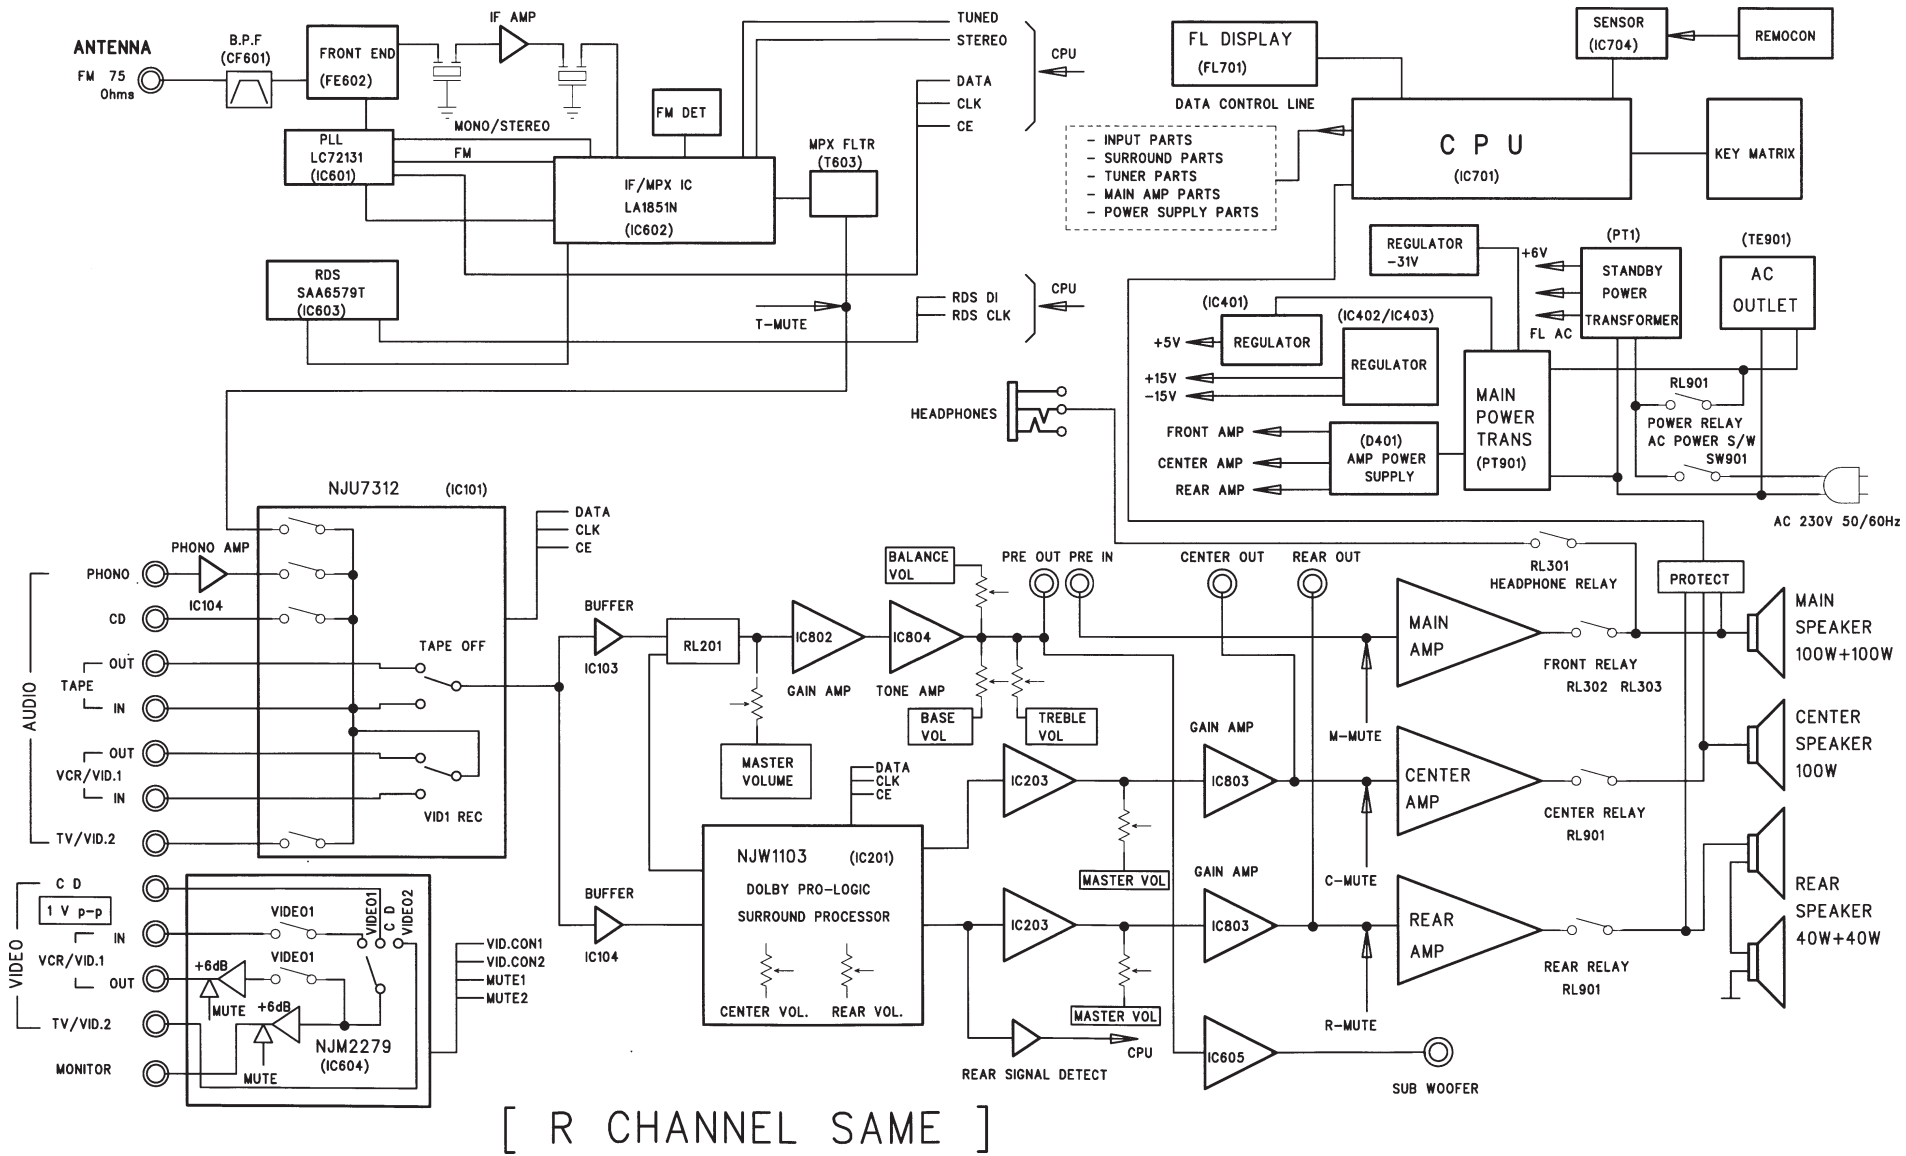 ANTENNA
FM 75
Ohms
B.P.F
(CF601)
FRONT END
(FE602)
IF AMP
PLL
LC72131
(IC601)
MONO/STEREO
FM
FM DET
IF/MPX IC
LA1851N
(IC602)
MPX FLTR
(T603)
TUNED
STEREO
DATA
CLK
CE
CPU
RDS
SAA6579T
(IC603)
T-MUTE
RDS DI
RDS CLK
CPU
FL DISPLAY
(FL701)
SENSOR
(IC704)
REMOCON
DATA CONTROL LINE
- INPUT PARTS
- SURROUND PARTS
- TUNER PARTS
- MAIN AMP PARTS
- POWER SUPPLY PARTS
CPU
(IC701)
KEY MATRIX
REGULATOR
-31V
(PT1)
STANDBY
POWER
TRANSFORMER
+6V
FL AC
(TE901)
AC
OUTLET
(IC401)
REGULATOR
+5V
(IC402/IC403)
REGULATOR
+15V
-15V
MAIN
POWER
TRANS
(PT901)
RL901
POWER RELAY
AC POWER S/W
SW901
AC 230V 50/60Hz
FRONT AMP
CENTER AMP
REAR AMP
(D401)
AMP POWER
SUPPLY
HEADPHONES
NJU7312
(IC101)
DATA
CLK
CE
AUDIO
PHONO
PHONO AMP
IC104
CD
OUT
TAPE
IN
OUT
VCR/VID.1
IN
TV/VID.2
TAPE OFF
VID1 REC
BUFFER
IC103
RL201
MASTER
VOLUME
IC802
GAIN AMP
IC804
TONE AMP
BALANCE
VOL
BASE
VOL
TREBLE
VOL
PRE OUT
PRE IN
CENTER OUT
REAR OUT
RL301
HEADPHONE RELAY
PROTECT
MAIN
AMP
FRONT RELAY
RL302 RL303
MAIN
SPEAKER
100W+100W
M-MUTE
DATA
CLK
CE
IC203
MASTER VOL
GAIN AMP
IC803
C-MUTE
CENTER
AMP
CENTER RELAY
RL901
CENTER
SPEAKER
100W
BUFFER
IC104
NJW1103
(IC201)
DOLBY PRO-LOGIC
SURROUND PROCESSOR
CENTER VOL.
REAR VOL.
IC203
MASTER VOL
GAIN AMP
IC803
R-MUTE
REAR
AMP
REAR RELAY
RL901
REAR
SPEAKER
40W+40W
REAR SIGNAL DETECT
CPU
IC605
SUB WOOFER
VIDEO
C D
1 V p-p
IN
VCR/VID.1
OUT
TV/VID.2
MONITOR
VIDEO1
VIDEO1
VIDEO1
C D
VIDEO2
+6dB
MUTE
+6dB
MUTE
NJM2279
(IC604)
VID.CON1
VID.CON2
MUTE1
MUTE2
[ R CHANNEL SAME ]